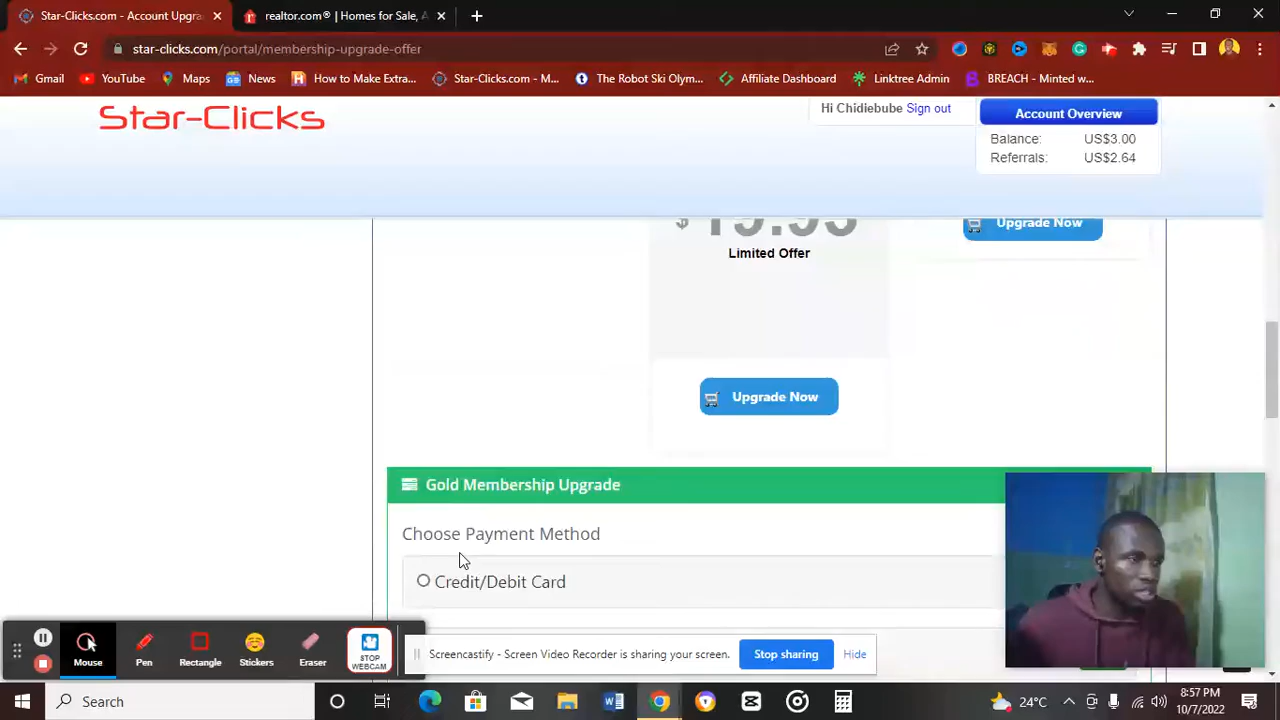 Star-Clicks.com - Account Upgra
realtor.com® | Homes for Sale, A
star-clicks.com/portal/membership-upgrade-offer
Gmail
YouTube
Maps
News
How to Make Extra...
Star-Clicks.com - M...
The Robot Ski Olym...
Affiliate Dashboard
Linktree Admin
BREACH - Minted w...
Star-Clicks
Hi Chidiebube Sign out
Account Overview
Balance: US$3.00
Referrals: US$2.64
Upgrade Now
Limited Offer
Upgrade Now
Gold Membership Upgrade
Choose Payment Method
Credit/Debit Card
Mouse
Pen
Rectangle
Stickers
Eraser
STOP
WEBCAM
Screencastify - Screen Video Recorder is sharing your screen.
Stop sharing
Hide
Search
24°C
8:57 PM
10/7/2022